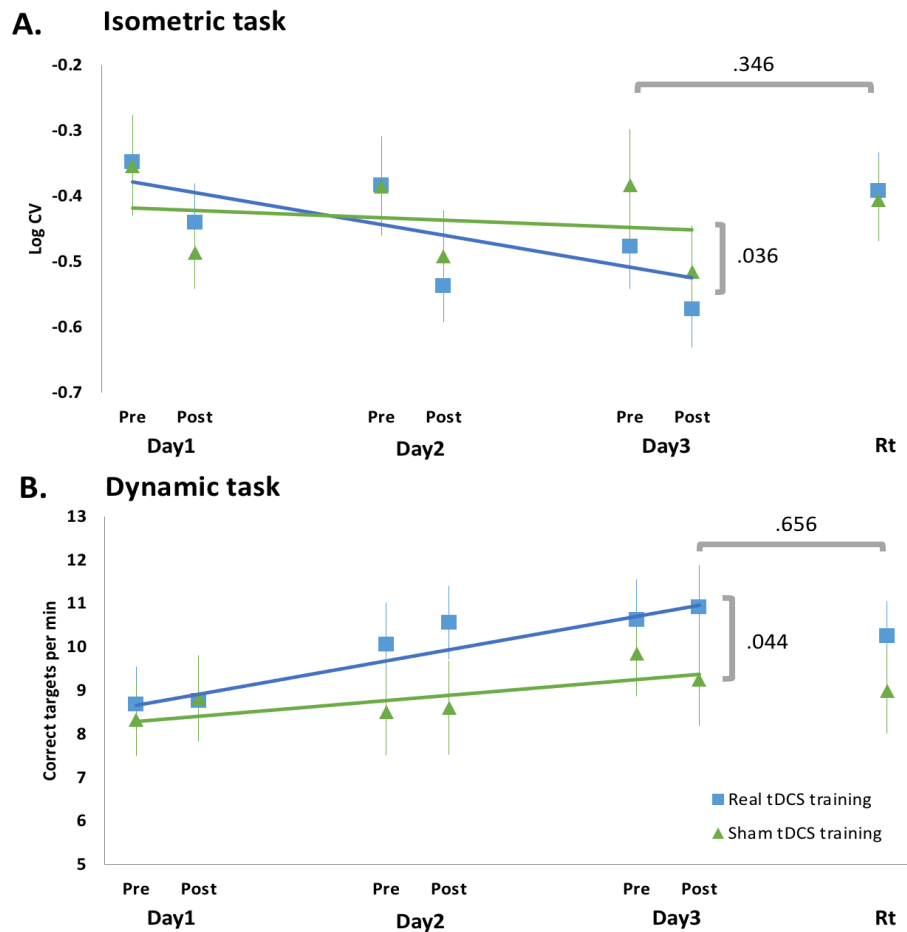 A. Isometric task
-0.2
-0.3
-0.4
-0.5
-0.6
-0.7
Log CV
.346
.036
Pre Post Pre Post Pre Post
Day1 Day2 Day3 Rt
B. Dynamic task
13
12
11
10
9
8
7
6
5
Correct targets per min
.656
.044
Real tDCS training
Sham tDCS training
Pre Post Pre Post Pre Post
Day1 Day2 Day3 Rt